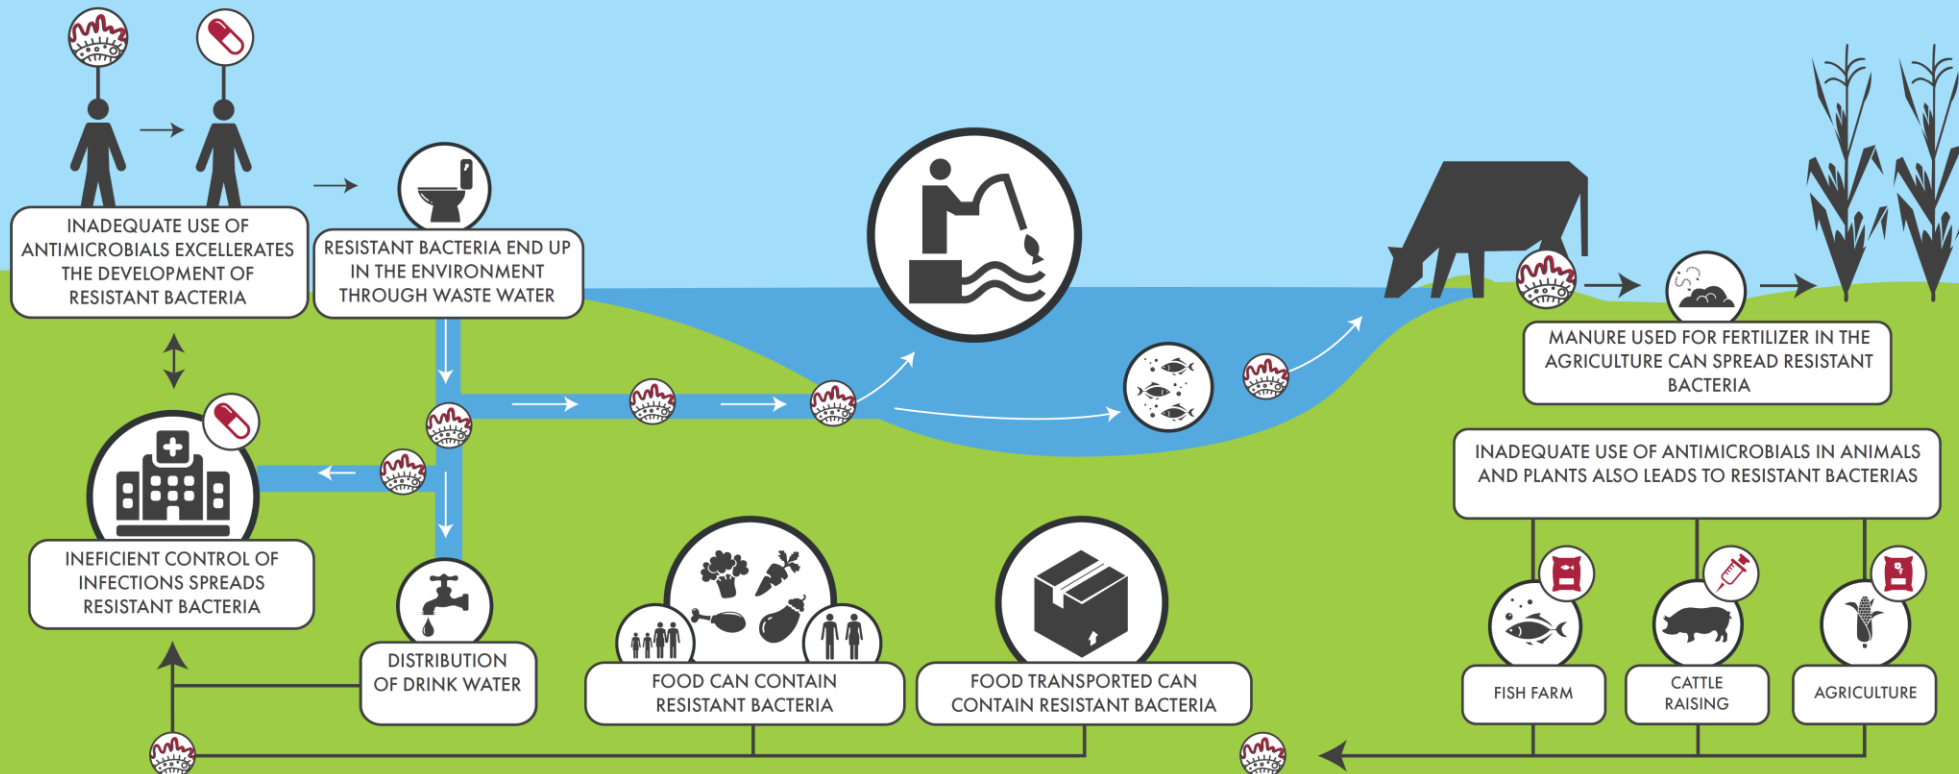 INADEQUATE USE OF
ANTIMICROBIALS EXCELLERATES
THE DEVELOPMENT OF
RESISTANT BACTERIA
RESISTANT BACTERIA END UP
IN THE ENVIRONMENT
THROUGH WASTE WATER
MANURE USED FOR FERTILIZER IN THE
AGRICULTURE CAN SPREAD RESISTANT
BACTERIA
INADEQUATE USE OF ANTIMICROBIALS IN ANIMALS
AND PLANTS ALSO LEADS TO RESISTANT BACTERIAS
INEFICIENT CONTROL OF
INFECTIONS SPREADS
RESISTANT BACTERIA
DISTRIBUTION
OF DRINK WATER
FOOD CAN CONTAIN
RESISTANT BACTERIA
FOOD TRANSPORTED CAN
CONTAIN RESISTANT BACTERIA
FISH FARM
CATTLE
RAISING
AGRICULTURE